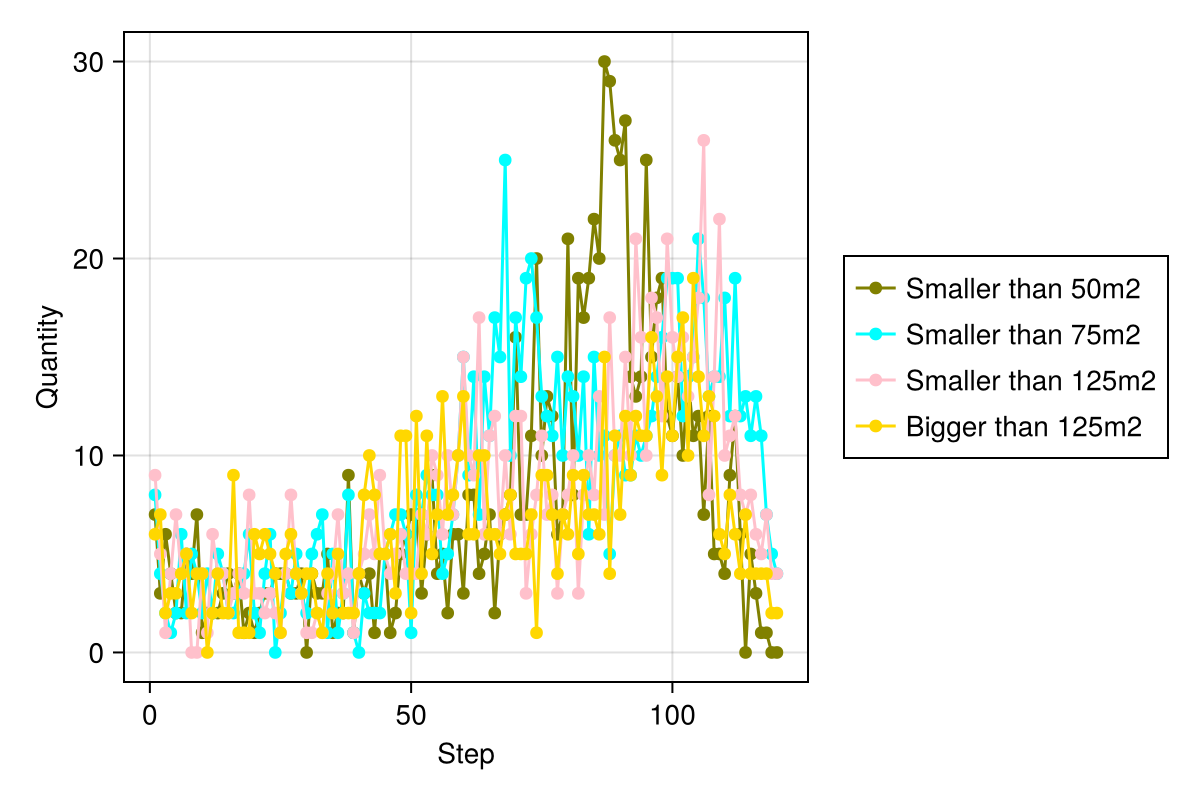 30
20
10
0
Quantity
0
50
100
Step
Smaller than 50m2
Smaller than 75m2
Smaller than 125m2
Bigger than 125m2